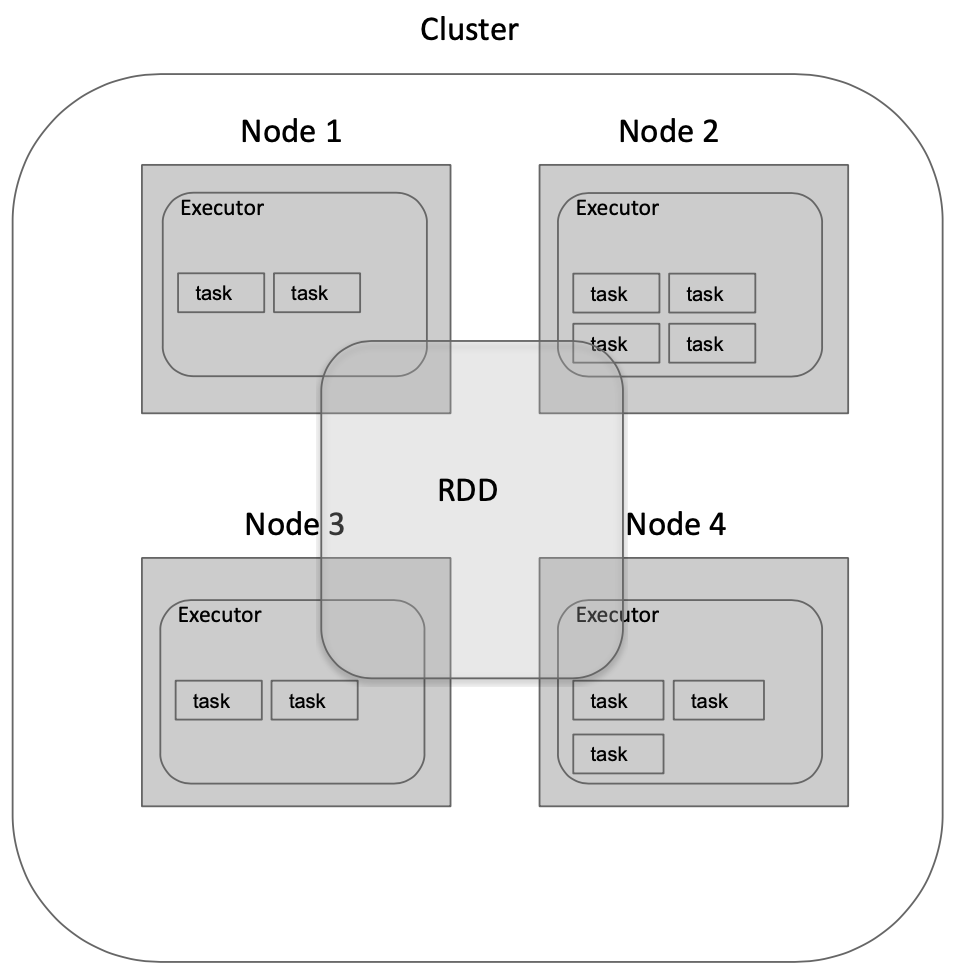 Cluster
Node 1
Node 2
Executor
task task
Executor
task task
task task
RDD
Node 3
Node 4
Executor
task task
Executor
task task
task